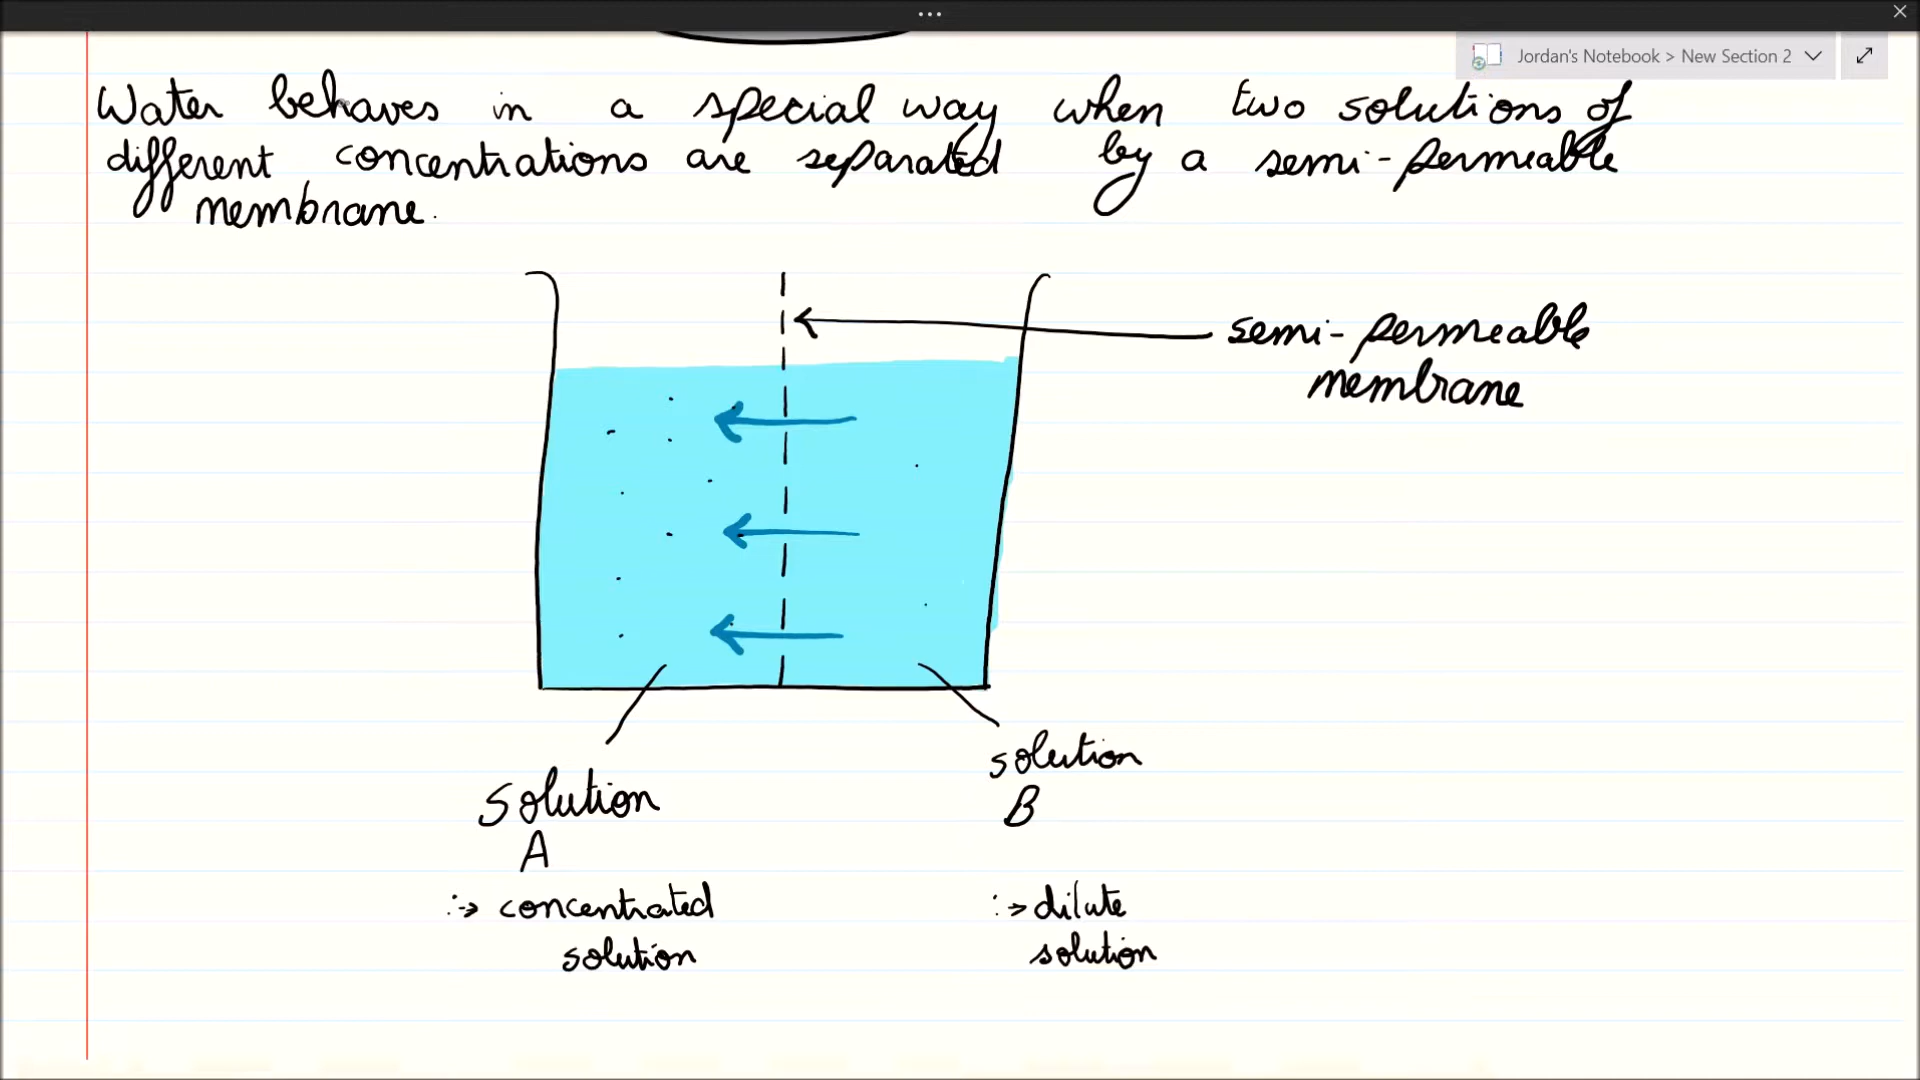 Jordan's Notebook > New Section 2
Water behaves in a special way when two solutions of
different concentrations are separated by a semi-permeable
membrane.
semi-permeable
membrane
solution
B
Solution
A
:→ concentrated
solution
:→ dilute
solution